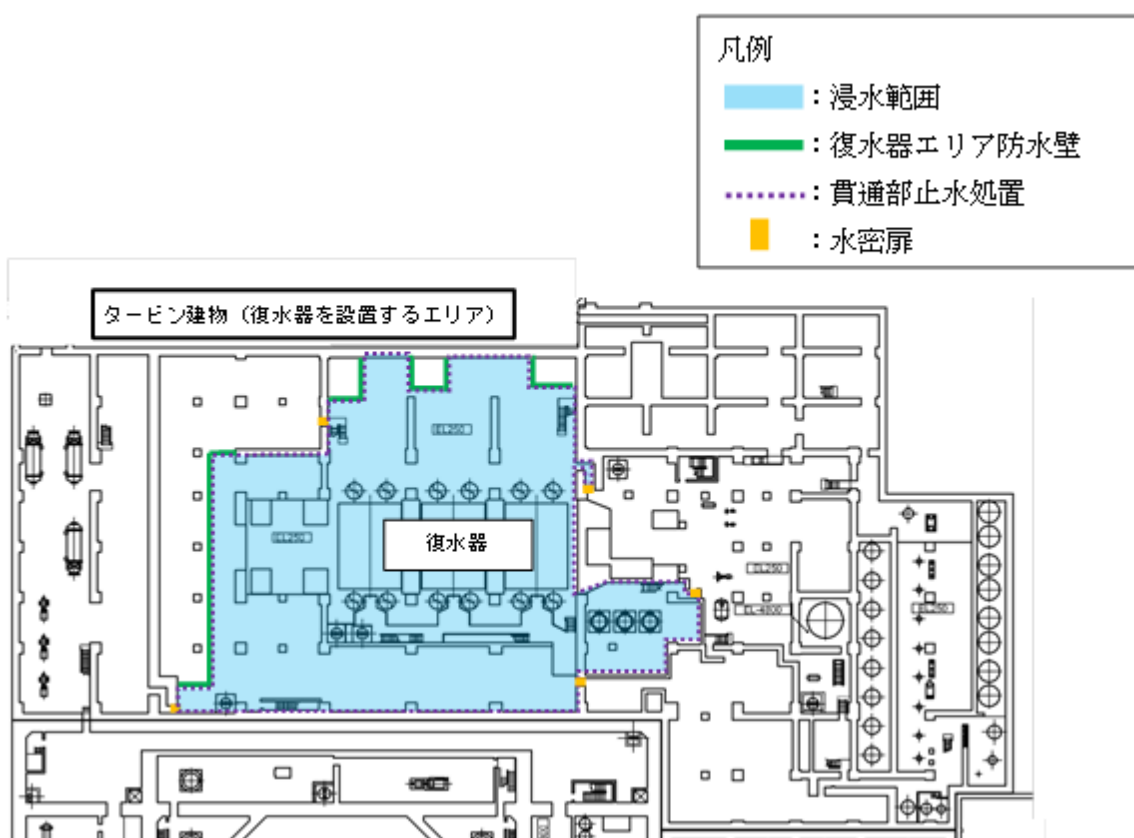 凡例
：浸水範囲
：復水器エリア防水壁
：貫通部止水処置
：水密扉
タービン建物（復水器を設置するエリア）
EL250
EL250
復水器
EL250
EL-4800
EL250